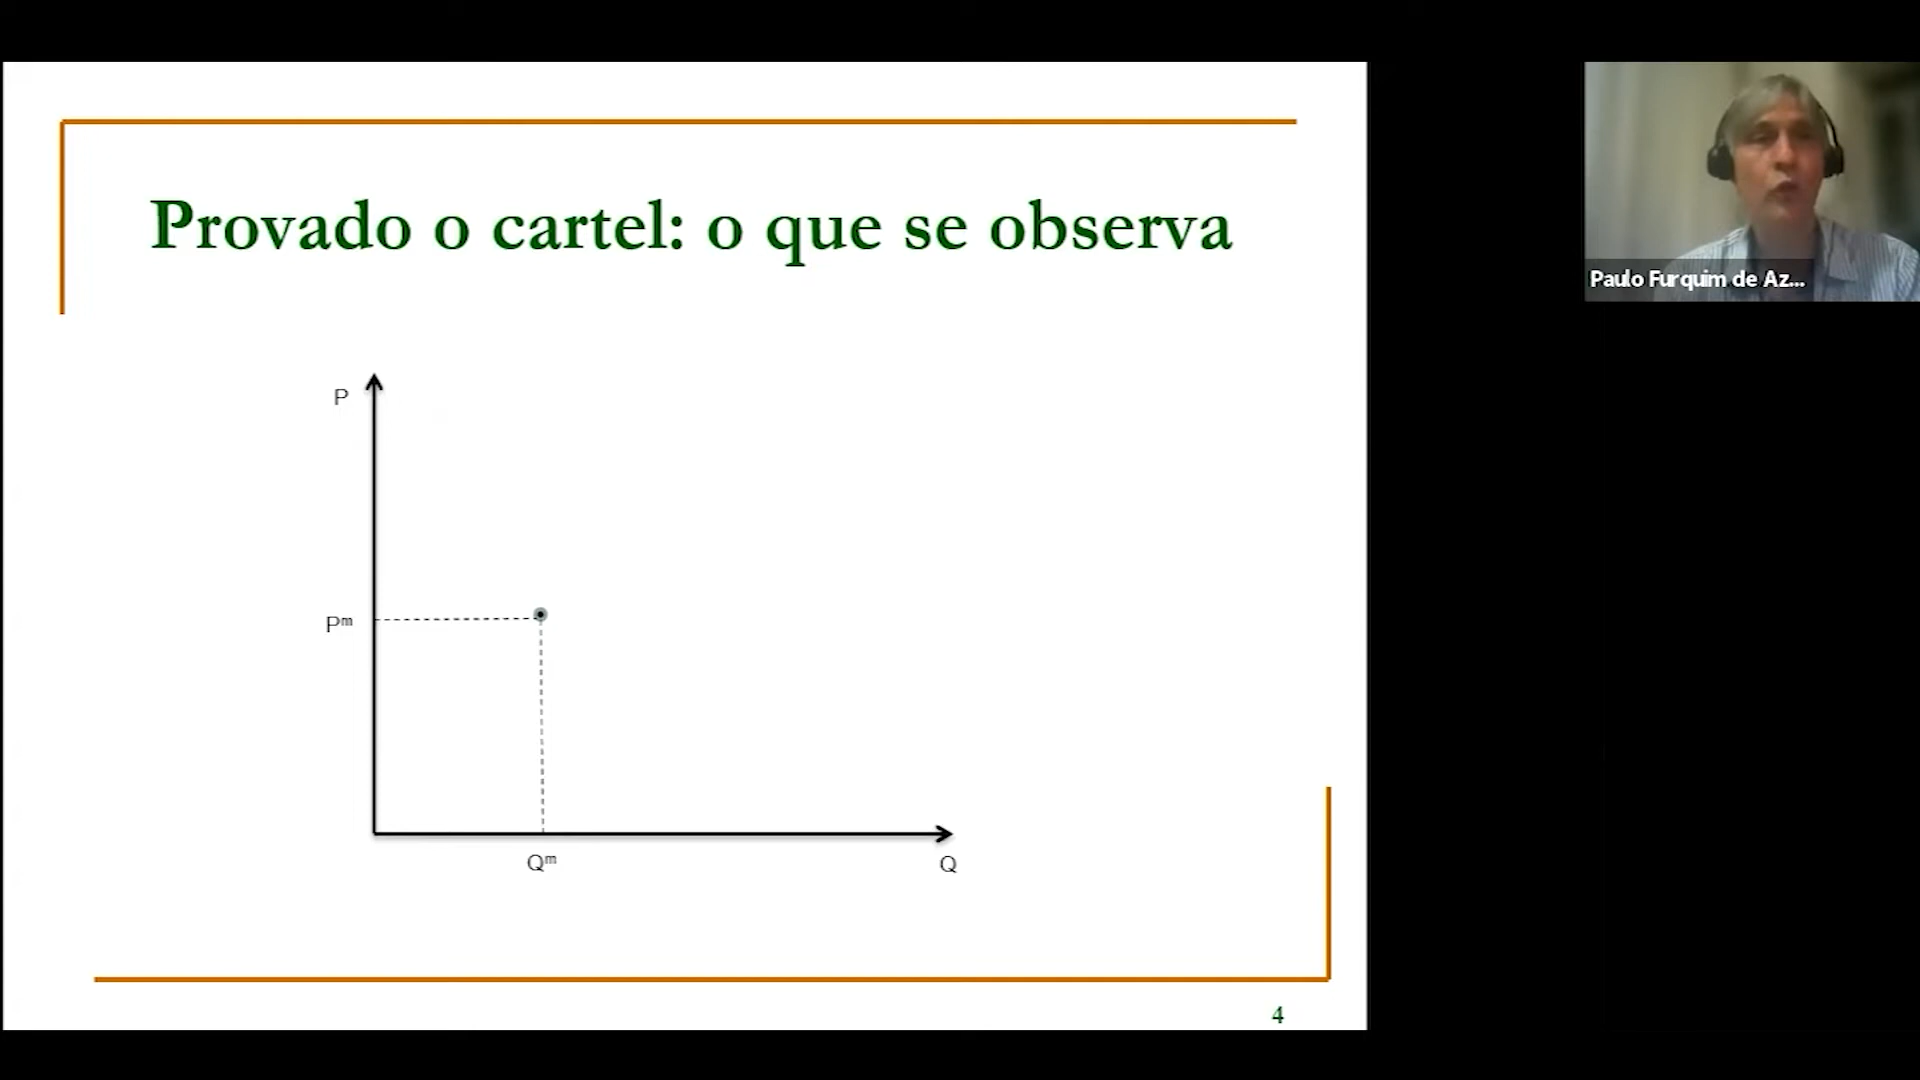 Provado o cartel: o que se observa
Paulo Furquim de Az...
P
Pᵐ
Qᵐ
Q
4